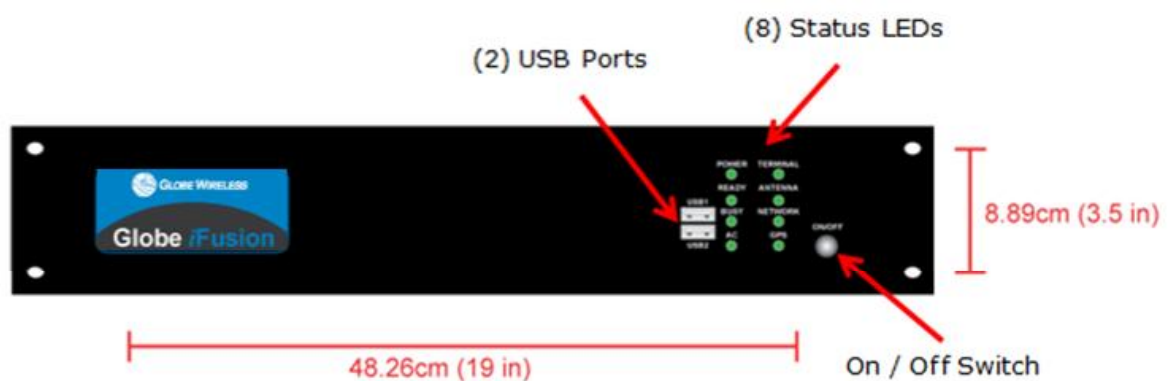 (8) Status LEDs
(2) USB Ports
POWER TERMINAL
READY ANTENNA
USB1
BUSY NETWORK
AC GPS
USB2
ON/OFF
GLOBE WIRELESS
Globe iFusion
8.89cm (3.5 in)
48.26cm (19 in)
On / Off Switch